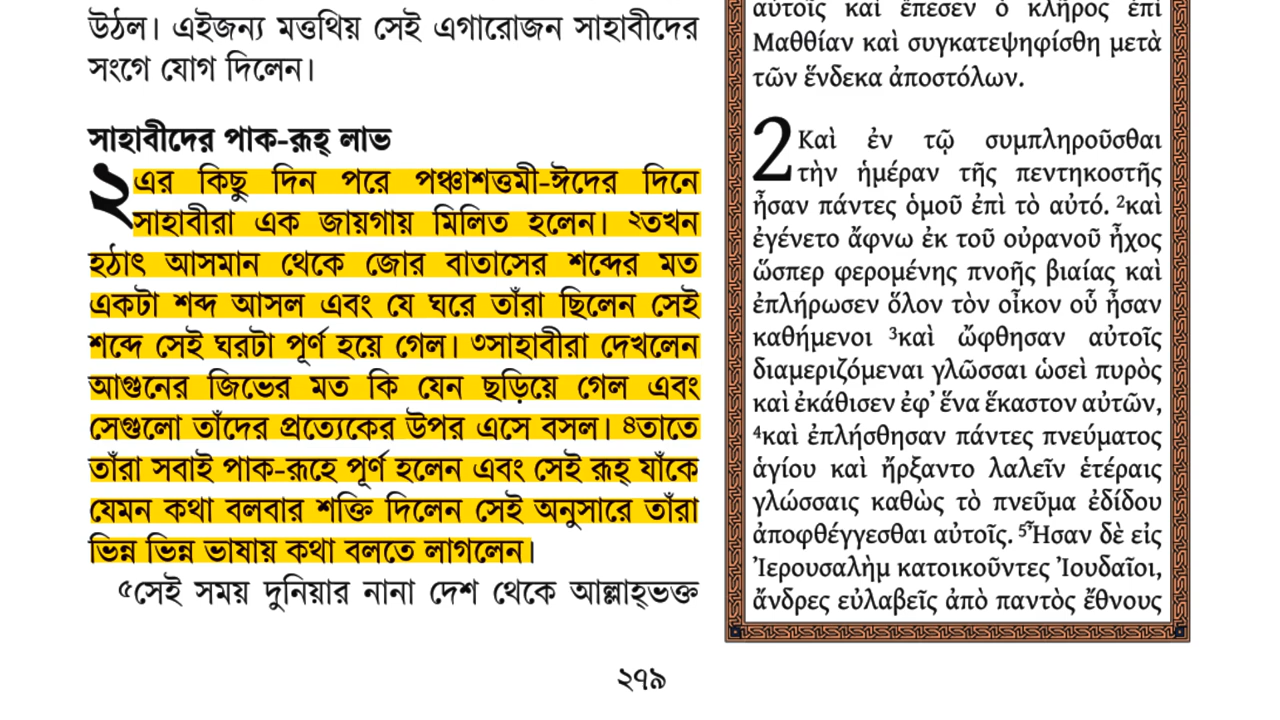 উঠল। এইজন্য মত্তথিয় সেই এগারোজন সাহাবীদের
সংগে যোগ দিলেন।
সাহাবীদের পাক-রূহ্ লাভ
২এর কিছু দিন পরে পঞ্চাশত্তমী-ঈদের দিনে
সাহাবীরা এক জায়গায় মিলিত হলেন। ২তখন
হঠাৎ আসমান থেকে জোর বাতাসের শব্দের মত
একটা শব্দ আসল এবং যে ঘরে তাঁরা ছিলেন সেই
শব্দে সেই ঘরটা পূর্ণ হয়ে গেল। ৩সাহাবীরা দেখলেন
আগুনের জিভের মত কি যেন ছড়িয়ে গেল এবং
সেগুলো তাঁদের প্রত্যেকের উপর এসে বসল। ৪তাতে
তাঁরা সবাই পাক-রূহে পূর্ণ হলেন এবং সেই রূহ্ যাঁকে
যেমন কথা বলবার শক্তি দিলেন সেই অনুসারে তাঁরা
ভিন্ন ভিন্ন ভাষায় কথা বলতে লাগলেন।
৫সেই সময় দুনিয়ার নানা দেশ থেকে আল্লাহ্‌ভক্ত
αὐτοῖς καὶ ἔπεσεν ὁ κλῆρος ἐπὶ
Μαθθίαν καὶ συγκατεψηφίσθη μετὰ
τῶν ἕνδεκα ἀποστόλων.
2Καὶ ἐν τῷ συμπληροῦσθαι
τὴν ἡμέραν τῆς πεντηκοστῆς
ἦσαν πάντες ὁμοῦ ἐπὶ τὸ αὐτό. ²καὶ
ἐγένετο ἄφνω ἐκ τοῦ οὐρανοῦ ἦχος
ὥσπερ φερομένης πνοῆς βιαίας καὶ
ἐπλήρωσεν ὅλον τὸν οἶκον οὗ ἦσαν
καθήμενοι ³καὶ ὤφθησαν αὐτοῖς
διαμεριζόμεναι γλῶσσαι ὡσεὶ πυρὸς
καὶ ἐκάθισεν ἐφ᾽ ἕνα ἕκαστον αὐτῶν,
⁴καὶ ἐπλήσθησαν πάντες πνεύματος
ἁγίου καὶ ἤρξαντο λαλεῖν ἑτέραις
γλώσσαις καθὼς τὸ πνεῦμα ἐδίδου
ἀποφθέγγεσθαι αὐτοῖς. ⁵Ἦσαν δὲ εἰς
Ἰερουσαλὴμ κατοικοῦντες Ἰουδαῖοι,
ἄνδρες εὐλαβεῖς ἀπὸ παντὸς ἔθνους
২৭৯